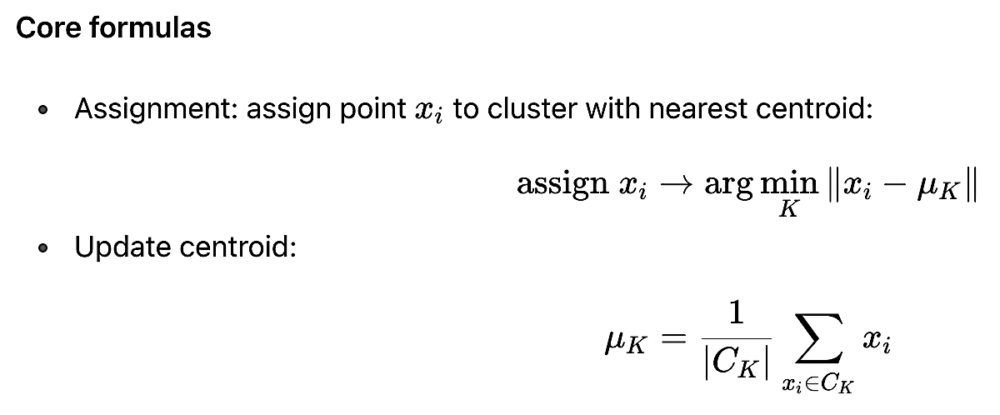 Core formulas
• Assignment: assign point $x_i$ to cluster with nearest centroid:
$\text{assign } x_i \to \arg\min_K \|x_i - \mu_K\|$
• Update centroid:
$\mu_K = \frac{1}{|C_K|} \sum_{x_i \in C_K} x_i$